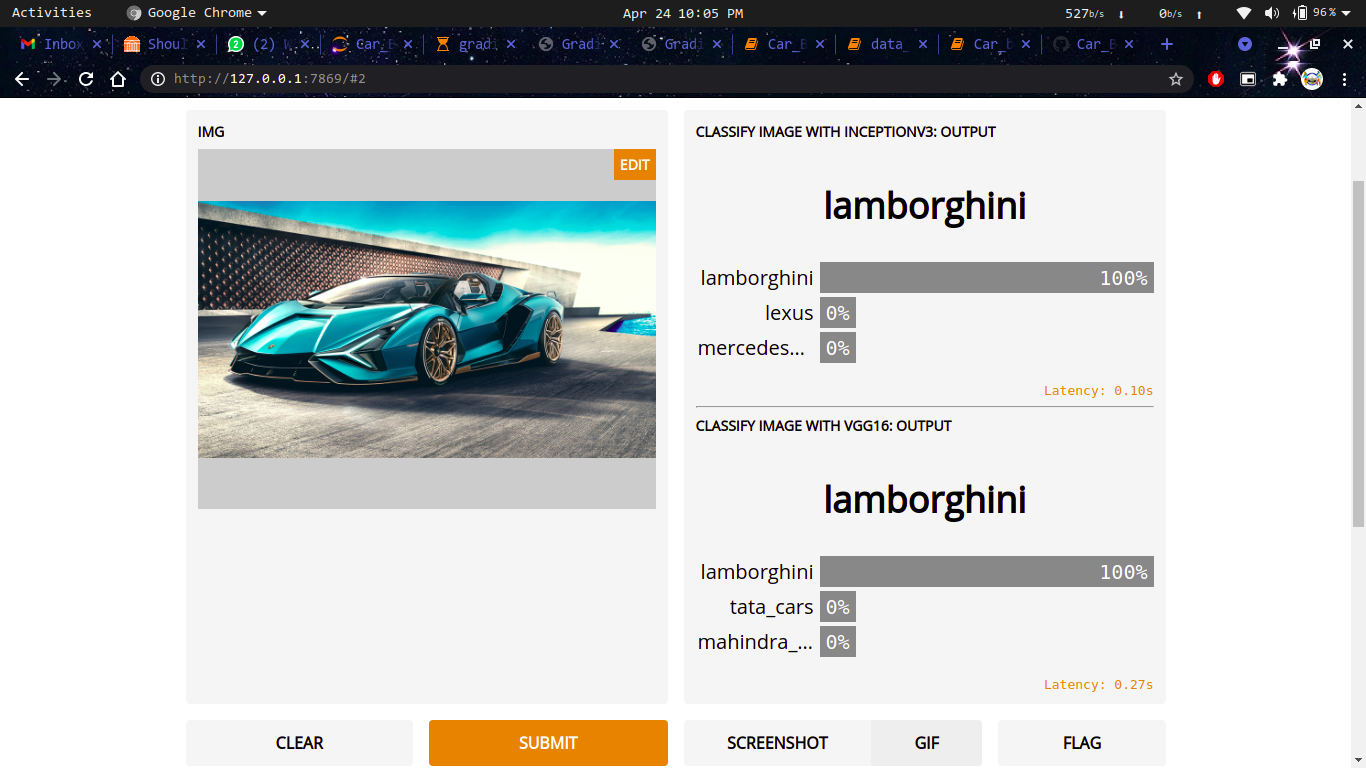 Activities Google Chrome Apr 24 10:05 PM 527b/s 0b/s 96%
Inbox Shoul (2) Car_B gradi Gradi Gradi Car_B data_ Car_b Car_B
http://127.0.0.1:7869/#2
IMG
EDIT
CLASSIFY IMAGE WITH INCEPTIONV3: OUTPUT
lamborghini
lamborghini 100%
lexus 0%
mercedes... 0%
Latency: 0.10s
CLASSIFY IMAGE WITH VGG16: OUTPUT
lamborghini
lamborghini 100%
tata_cars 0%
mahindra_... 0%
Latency: 0.27s
CLEAR SUBMIT SCREENSHOT GIF FLAG